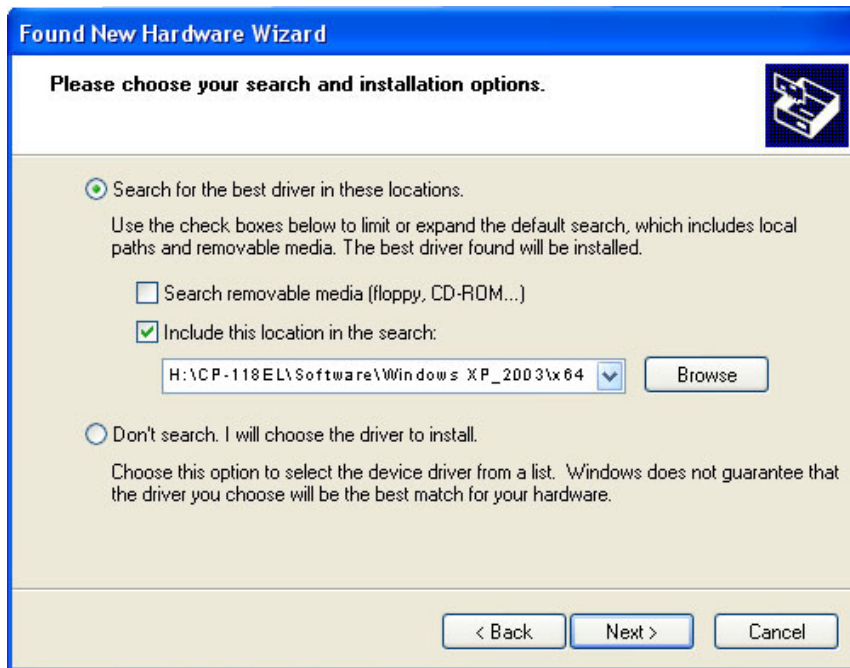 Found New Hardware Wizard
Please choose your search and installation options.
Search for the best driver in these locations.
Use the check boxes below to limit or expand the default search, which includes local
paths and removable media. The best driver found will be installed.
Search removable media (floppy, CD-ROM...)
Include this location in the search:
H:\CP-118EL\Software\Windows XP_2003\x64
Browse
Don't search. I will choose the driver to install.
Choose this option to select the device driver from a list. Windows does not guarantee that
the driver you choose will be the best match for your hardware.
< Back Next > Cancel